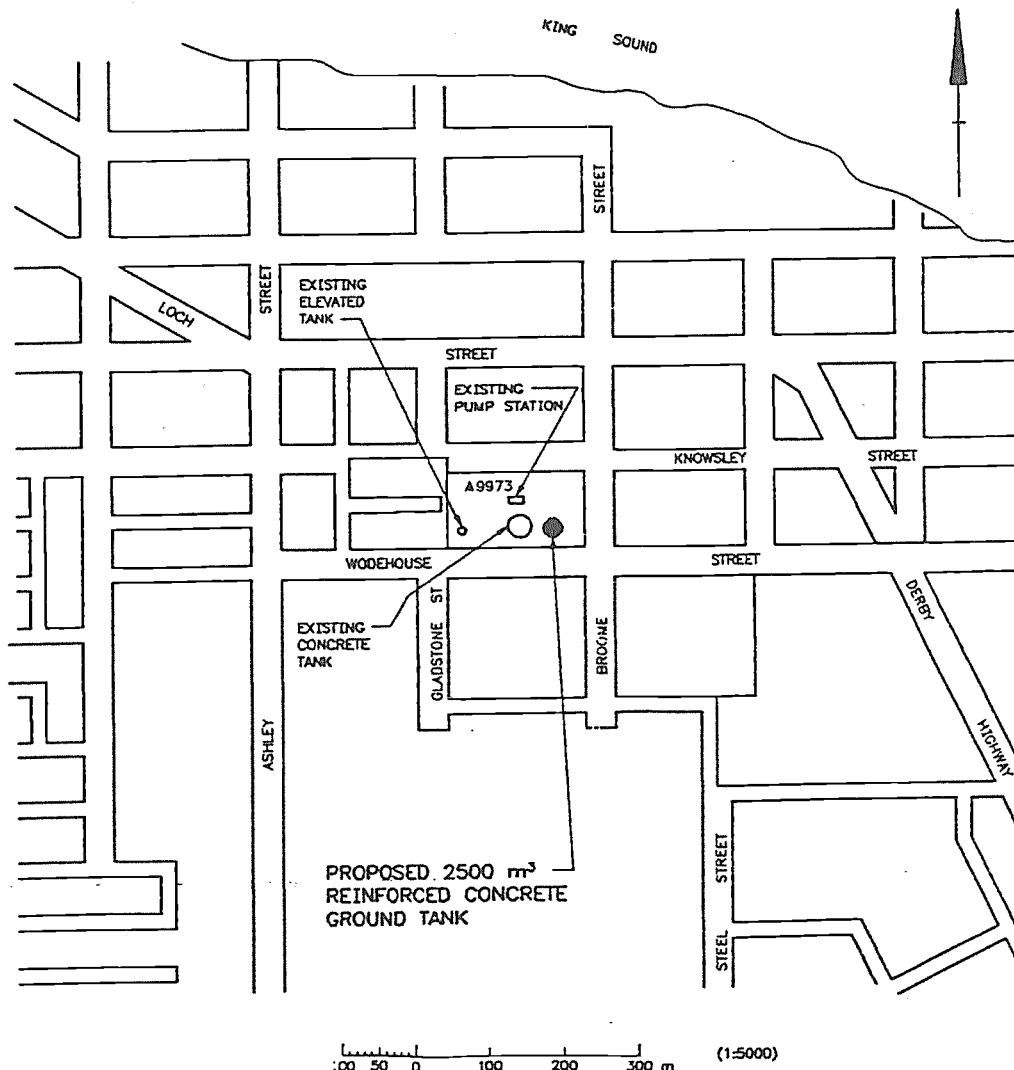 KING SOUND
STREET
STREET
EXISTING
ELEVATED
TANK
LOCH
STREET
EXISTING
PUMP STATION
KNOWSLEY STREET
A9973
WODEHOUSE STREET
GLADSTONE ST
BROOME
DERBY
HIGHWAY
EXISTING
CONCRETE
TANK
ASHLEY
PROPOSED 2500 m³
REINFORCED CONCRETE
GROUND TANK
STREET
STEEL
100 50 0 100 200 300 m
(1:5000)